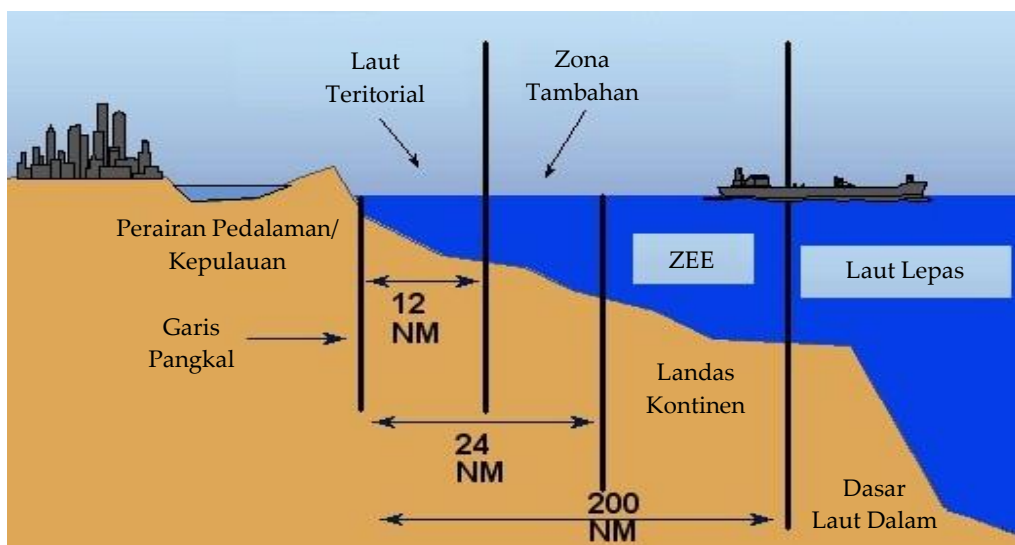 Laut
Teritorial
Zona
Tambahan
Perairan Pedalaman/
Kepulauan
ZEE
Laut Lepas
12
NM
Garis
Pangkal
Landas
Kontinen
24
NM
200
NM
Dasar
Laut Dalam